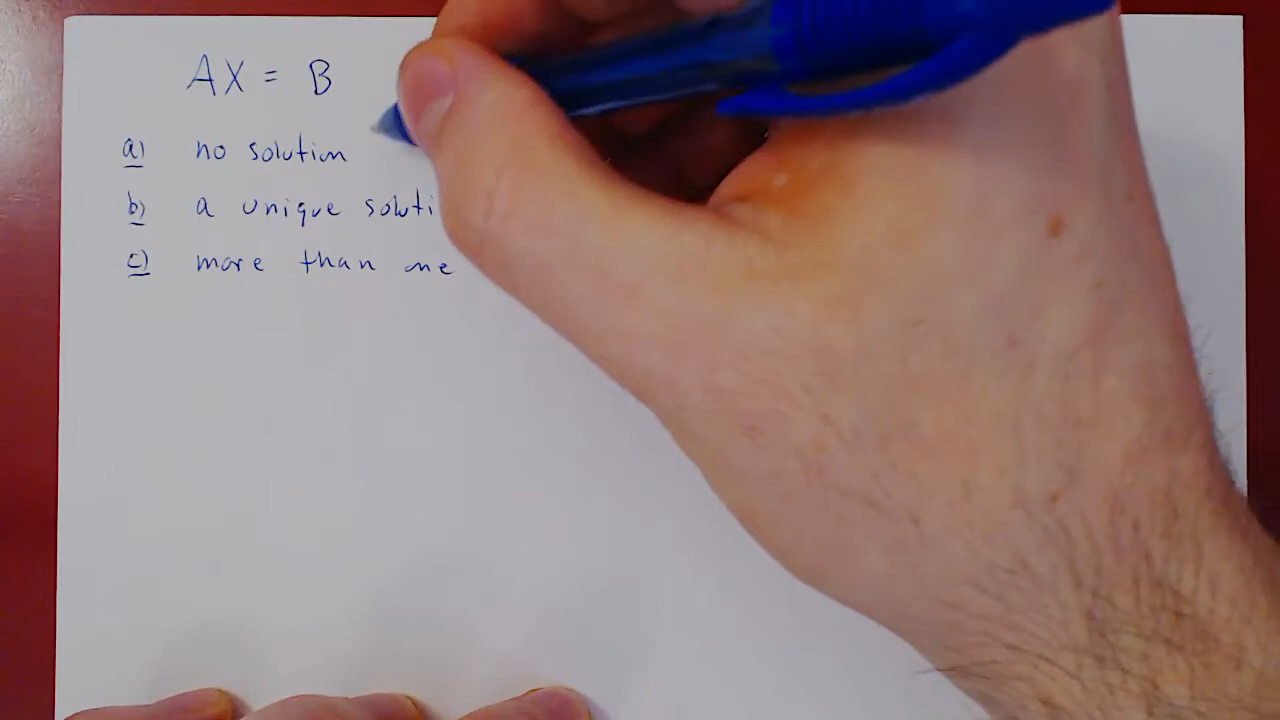 AX = B
a) no solution
b) a unique soluti
c) more than one